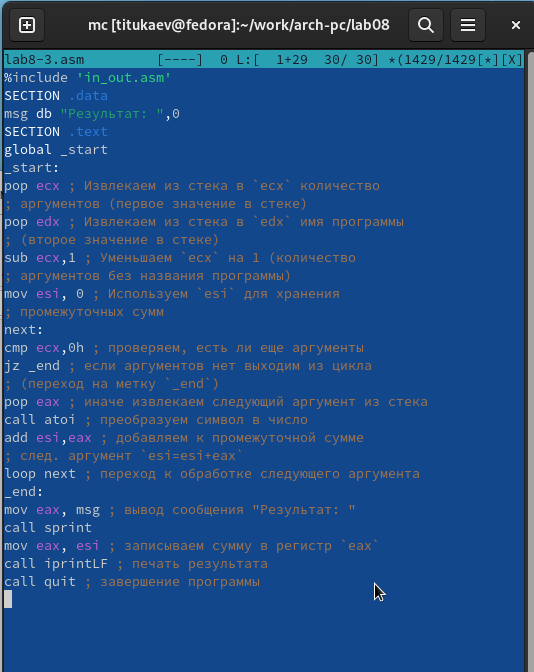 mc [titukaev@fedora]:~/work/arch-pc/lab08
lab8-3.asm [----] 0 L:[ 1+29 30/ 30] *(1429/1429[*][X]
%include 'in_out.asm'
SECTION .data
msg db "Результат: ",0
SECTION .text
global _start
_start:
pop ecx ; Извлекаем из стека в `ecx` количество
; аргументов (первое значение в стеке)
pop edx ; Извлекаем из стека в `edx` имя программы
; (второе значение в стеке)
sub ecx,1 ; Уменьшаем `ecx` на 1 (количество
; аргументов без названия программы)
mov esi, 0 ; Используем `esi` для хранения
; промежуточных сумм
next:
cmp ecx,0h ; проверяем, есть ли еще аргументы
jz _end ; если аргументов нет выходим из цикла
; (переход на метку `_end`)
pop eax ; иначе извлекаем следующий аргумент из стека
call atoi ; преобразуем символ в число
add esi,eax ; добавляем к промежуточной сумме
; след. аргумент `esi=esi+eax`
loop next ; переход к обработке следующего аргумента
_end:
mov eax, msg ; вывод сообщения "Результат: "
call sprint
mov eax, esi ; записываем сумму в регистр `eax`
call iprintLF ; печать результата
call quit ; завершение программы